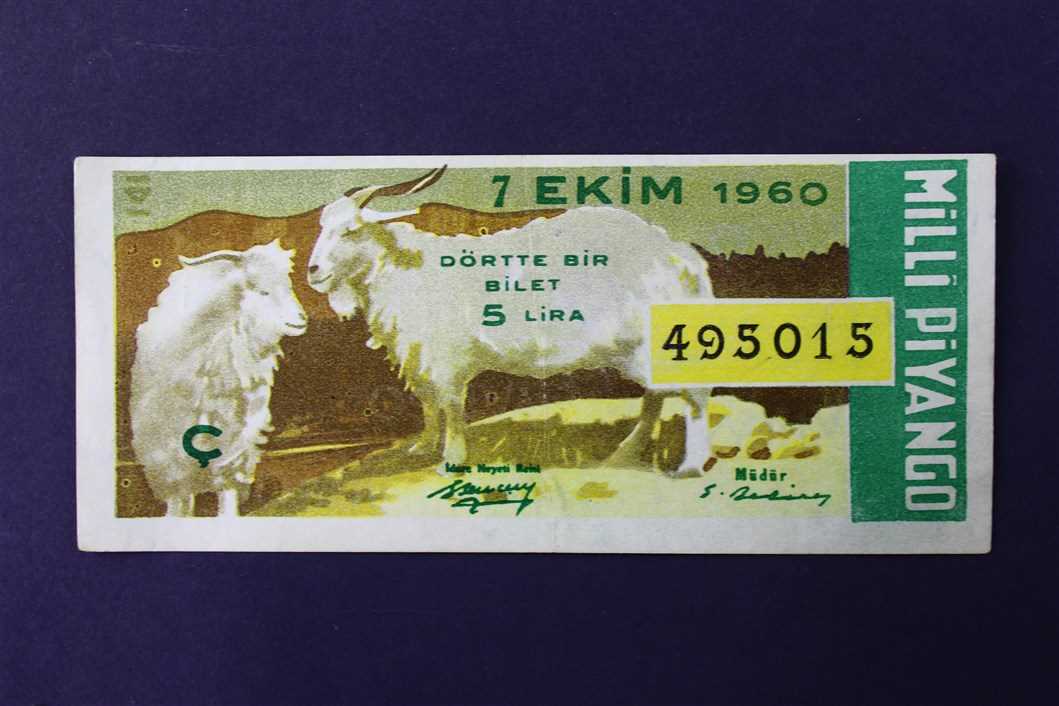 7 EKİM 1960
DÖRTTE BİR
BİLET
5 LİRA
495015
Ç
İdare Heyeti Reisi
Müdür
MİLLİ PİYANGO